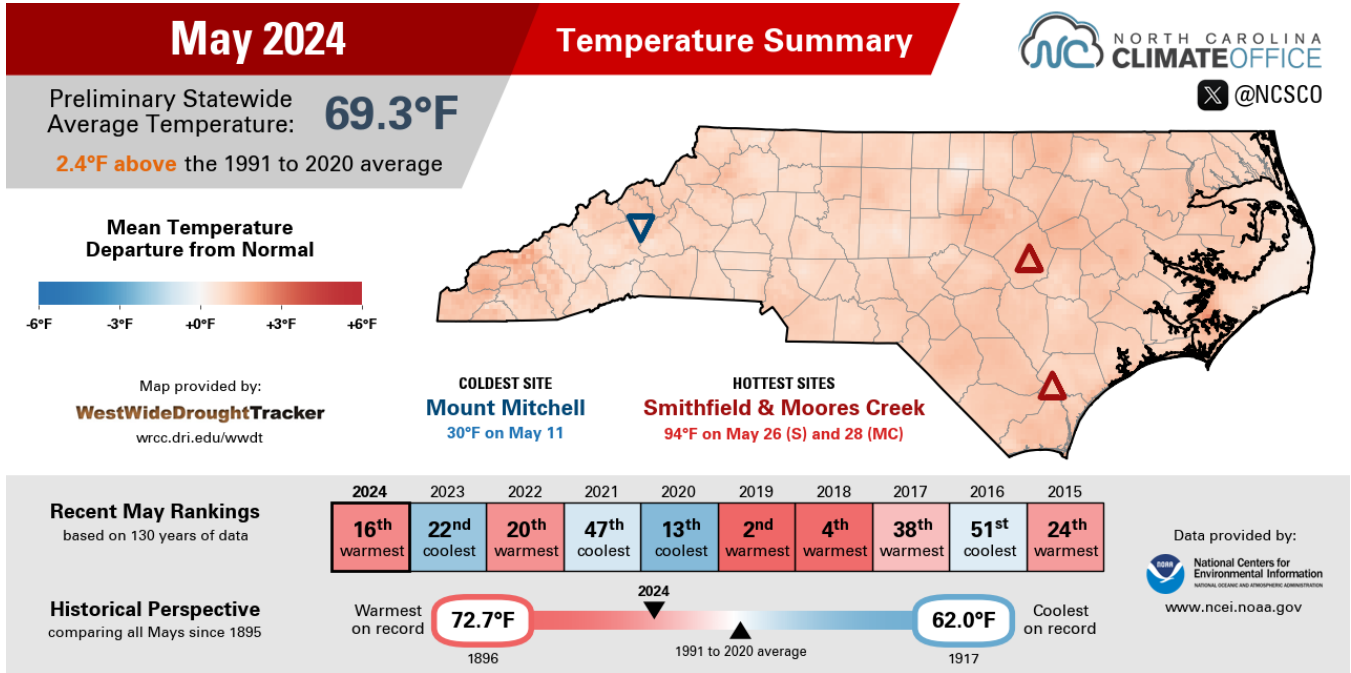 May 2024
Temperature Summary
NORTH CAROLINA
CLIMATEOFFICE
X @NCSCO
Preliminary Statewide
Average Temperature:
69.3°F
2.4°F above the 1991 to 2020 average
Mean Temperature
Departure from Normal
-6°F -3°F +0°F +3°F +6°F
Map provided by:
WestWideDroughtTracker
wrcc.dri.edu/wwdt
COLDEST SITE
Mount Mitchell
30°F on May 11
HOTTEST SITES
Smithfield & Moores Creek
94°F on May 26 (S) and 28 (MC)
Recent May Rankings
based on 130 years of data
2024 2023 2022 2021 2020 2019 2018 2017 2016 2015
16th 22nd 20th 47th 13th 2nd 4th 38th 51st 24th
warmest coolest warmest coolest coolest warmest warmest warmest coolest warmest
Historical Perspective
comparing all Mays since 1895
Warmest
on record
72.7°F
1896
2024
1991 to 2020 average
62.0°F
1917
Coolest
on record
Data provided by:
NOAA
National Centers for
Environmental Information
NATIONAL OCEANIC AND ATMOSPHERIC ADMINISTRATION
www.ncei.noaa.gov